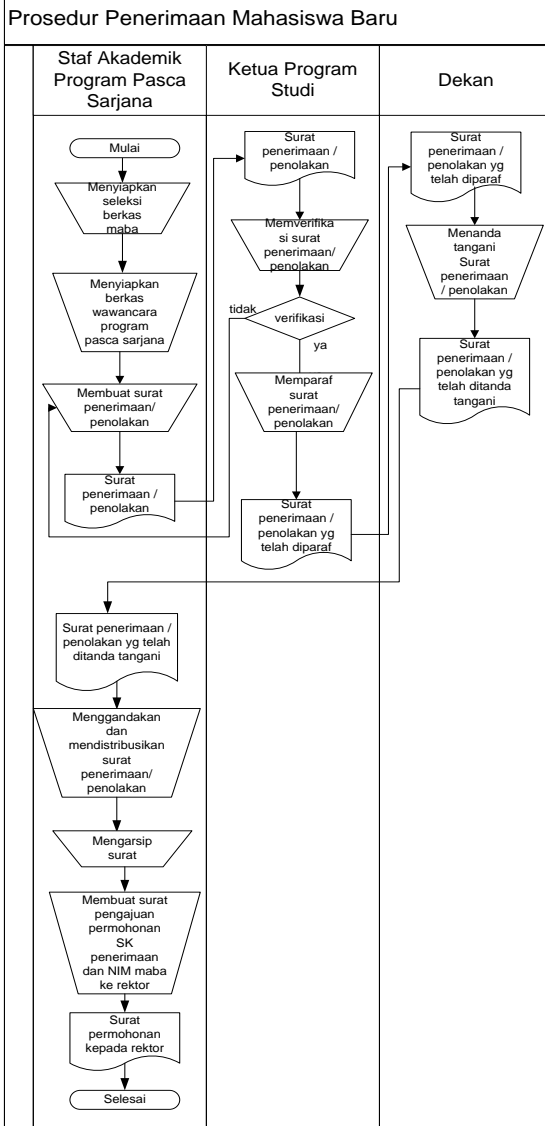 Prosedur Penerimaan Mahasiswa Baru
Staf Akademik
Program Pasca
Sarjana
Ketua Program
Studi
Dekan
Mulai
Menyiapkan
seleksi
berkas
maba
Menyiapkan
berkas
wawancara
program
pasca sarjana
Membuat surat
penerimaan/
penolakan
Surat
penerimaan /
penolakan
Surat
penerimaan /
penolakan
Memverifika
si surat
penerimaan/
penolakan
tidak
verifikasi
ya
Memparaf
surat
penerimaan/
penolakan
Surat
penerimaan /
penolakan yg
telah diparaf
Surat
penerimaan /
penolakan yg
telah diparaf
Menanda
tangani
Surat
penerimaan
/ penolakan
Surat
penerimaan /
penolakan yg
telah ditanda
tangani
Surat penerimaan /
penolakan yg telah
ditanda tangani
Menggandakan
dan
mendistribusikan
surat
penerimaan/
penolakan
Mengarsip
surat
Membuat surat
pengajuan
permohonan
SK
penerimaan
dan NIM maba
ke rektor
Surat
permohonan
kepada rektor
Selesai